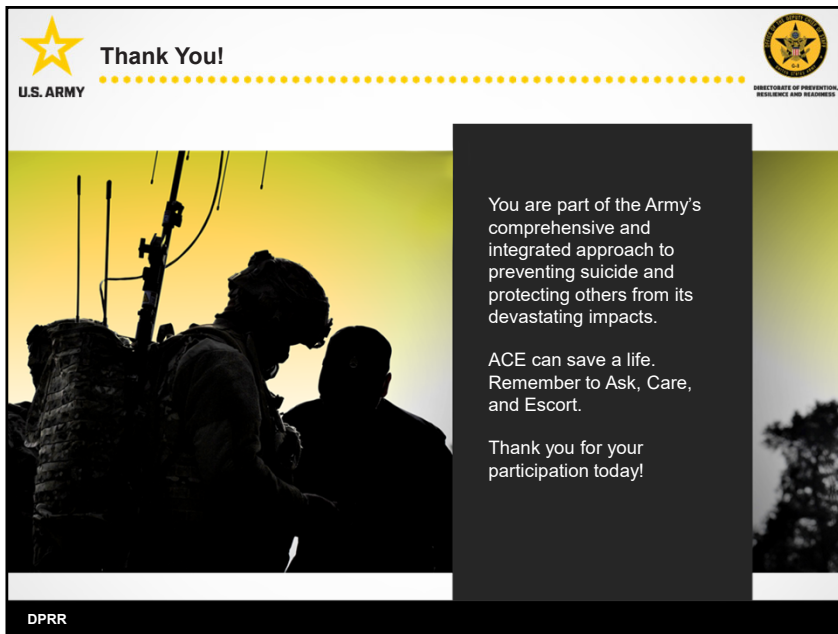 Thank You!
U.S. ARMY
DIRECTORATE OF PREVENTION,
RESILIENCE AND READINESS
You are part of the Army’s
comprehensive and
integrated approach to
preventing suicide and
protecting others from its
devastating impacts.
ACE can save a life.
Remember to Ask, Care,
and Escort.
Thank you for your
participation today!
DPRR